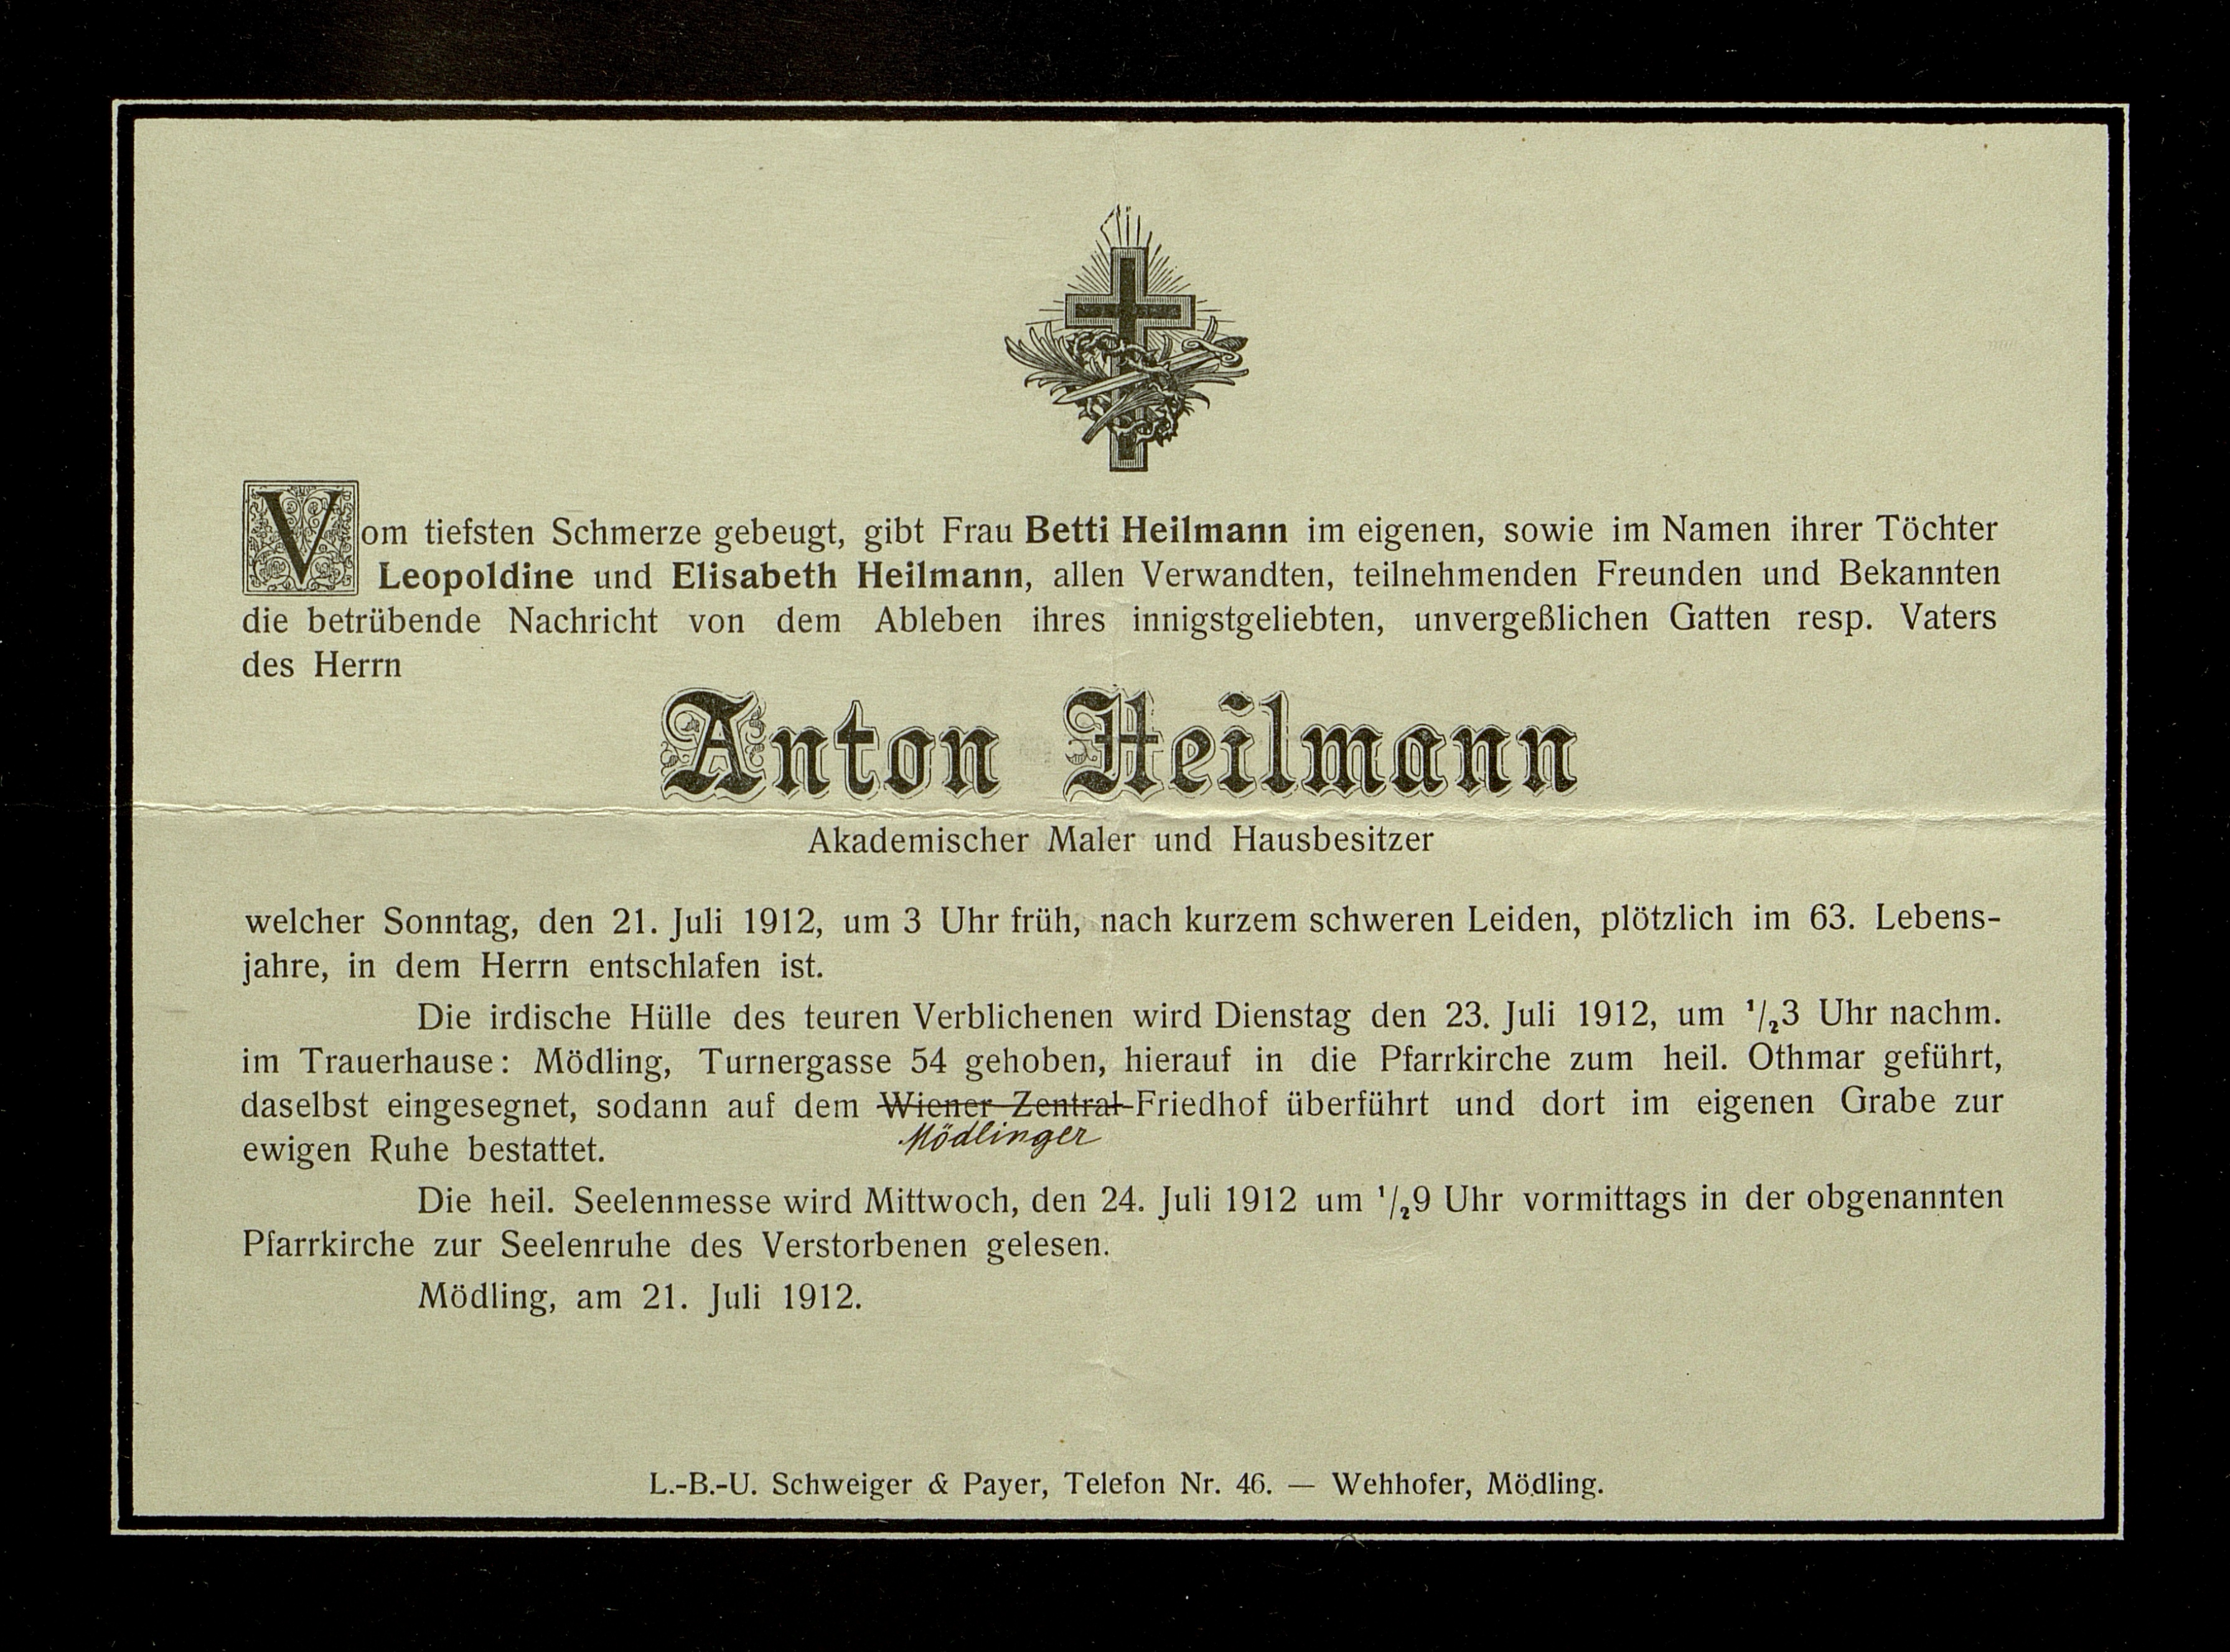 Vom tiefsten Schmerze gebeugt, gibt Frau Betti Heilmann im eigenen, sowie im Namen ihrer Töchter
Leopoldine und Elisabeth Heilmann, allen Verwandten, teilnehmenden Freunden und Bekannten
die betrübende Nachricht von dem Ableben ihres innigstgeliebten, unvergeßlichen Gatten resp. Vaters
des Herrn
Anton Heilmann
Akademischer Maler und Hausbesitzer
welcher Sonntag, den 21. Juli 1912, um 3 Uhr früh, nach kurzem schweren Leiden, plötzlich im 63. Lebens-
jahre, in dem Herrn entschlafen ist.
Die irdische Hülle des teuren Verblichenen wird Dienstag den 23. Juli 1912, um 1/23 Uhr nachm.
im Trauerhause: Mödling, Turnergasse 54 gehoben, hierauf in die Pfarrkirche zum heil. Othmar geführt,
daselbst eingesegnet, sodann auf dem Wiener Zentral-Friedhof überführt und dort im eigenen Grabe zur
Mödlinger
ewigen Ruhe bestattet.
Die heil. Seelenmesse wird Mittwoch, den 24. Juli 1912 um 1/29 Uhr vormittags in der obgenannten
Pfarrkirche zur Seelenruhe des Verstorbenen gelesen.
Mödling, am 21. Juli 1912.
L.-B.-U. Schweiger & Payer, Telefon Nr. 46. — Wehhofer, Mödling.